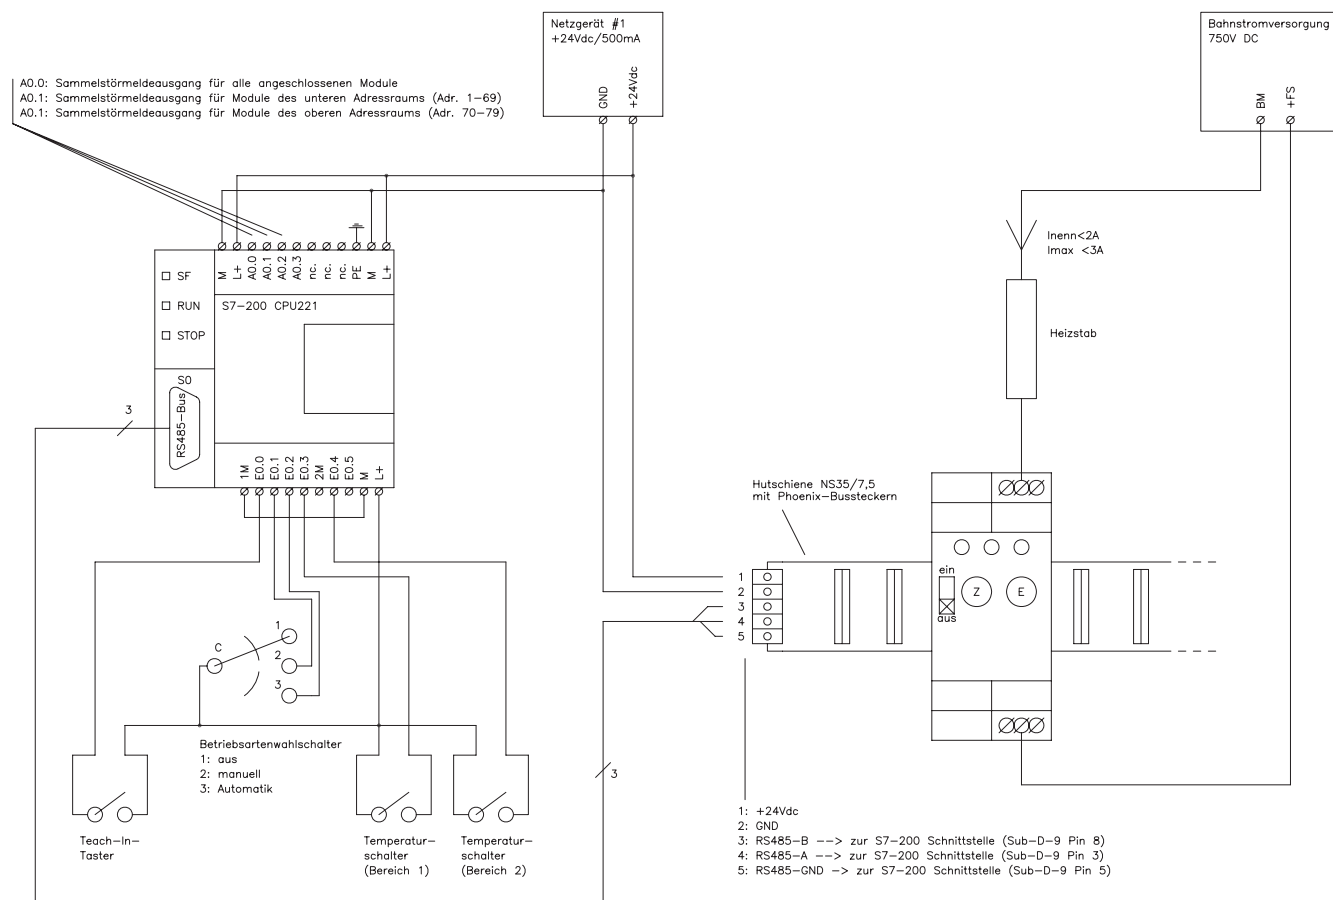 Netzgerät #1
+24Vdc/500mA
GND
+24Vdc
Bahnstromversorgung
750V DC
BM
+FS
A0.0: Sammelstörmeldeausgang für alle angeschlossenen Module
A0.1: Sammelstörmeldeausgang für Module des unteren Adressraums (Adr. 1-69)
A0.1: Sammelstörmeldeausgang für Module des oberen Adressraums (Adr. 70-79)
Inenn<2A
Imax <3A
Heizstab
M
L+
A0.0
A0.1
A0.2
A0.3
nc.
nc.
nc.
PE
M
L+
SF
RUN
STOP
S7-200 CPU221
S0
RS485-Bus
3
1M
E0.0
E0.1
E0.2
E0.3
2M
E0.4
E0.5
M
L+
Hutschiene NS35/7,5
mit Phoenix-Bussteckern
1
2
3
4
5
ein
aus
Z
E
C
1
2
3
Betriebsartenwahlschalter
1: aus
2: manuell
3: Automatik
3
Teach-In-
Taster
Temperatur-
schalter
(Bereich 1)
Temperatur-
schalter
(Bereich 2)
1: +24Vdc
2: GND
3: RS485-B --> zur S7-200 Schnittstelle (Sub-D-9 Pin 8)
4: RS485-A --> zur S7-200 Schnittstelle (Sub-D-9 Pin 3)
5: RS485-GND -> zur S7-200 Schnittstelle (Sub-D-9 Pin 5)